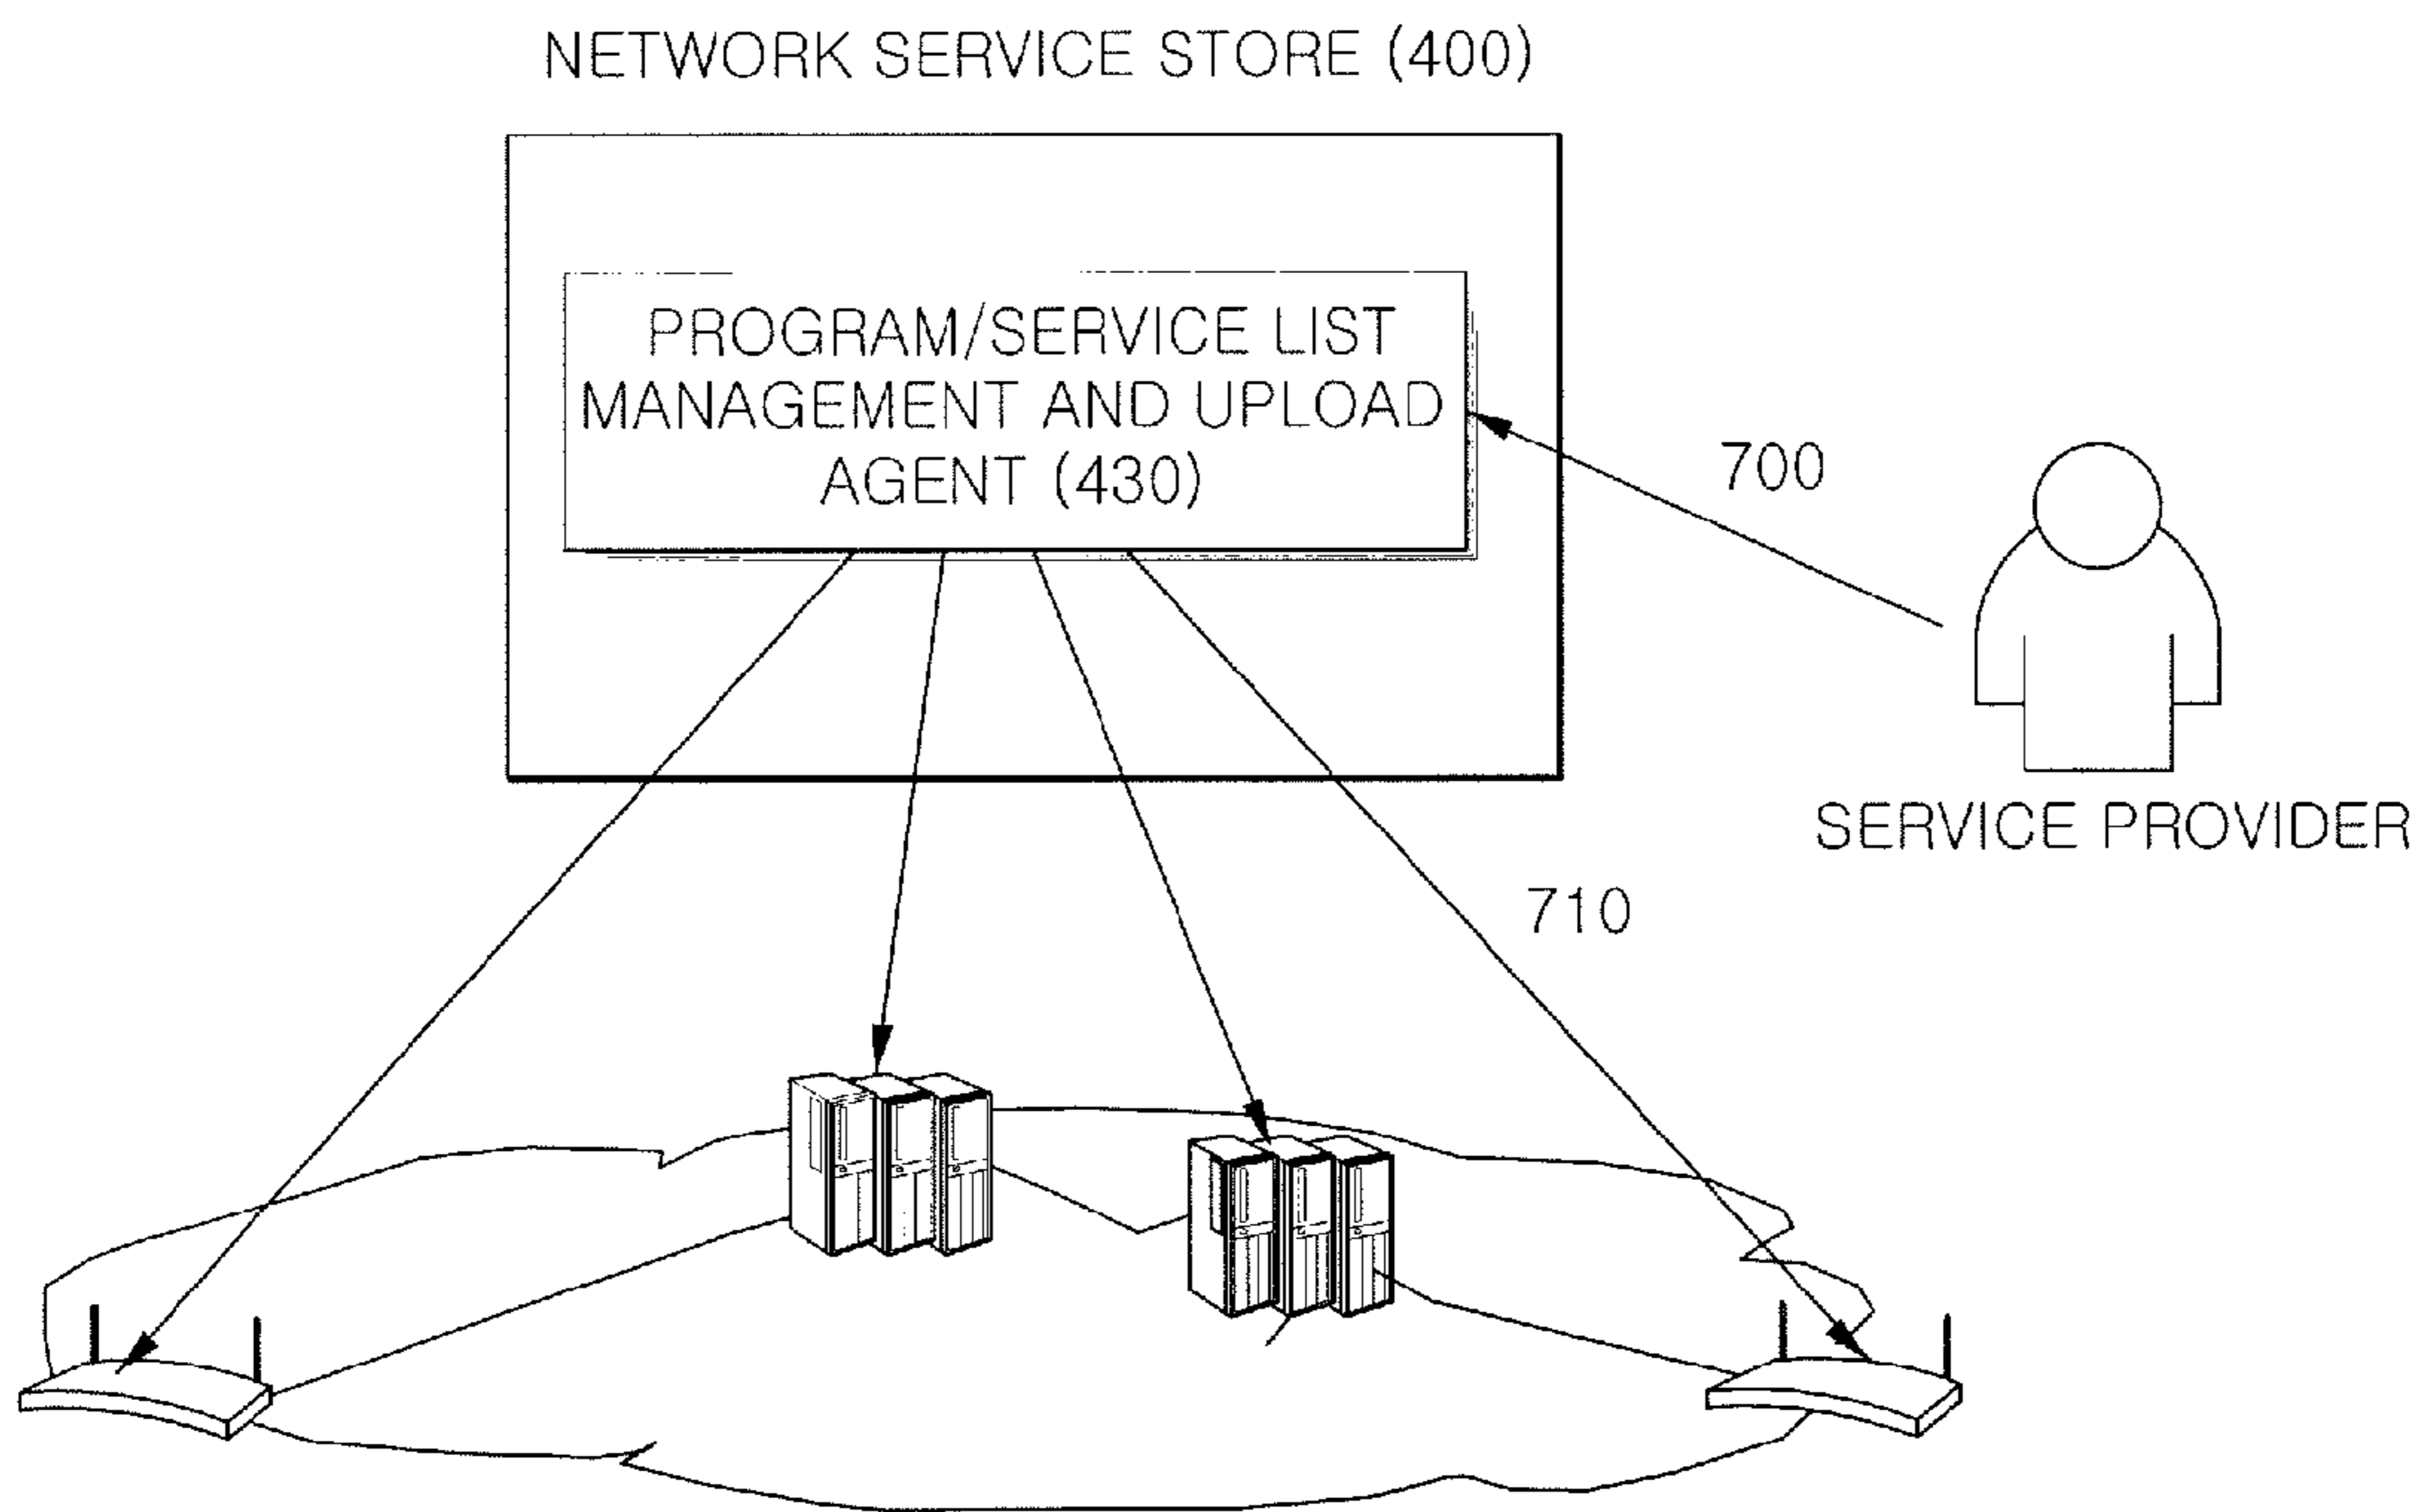 NETWORK SERVICE STORE (400)
PROGRAM/SERVICE LIST
MANAGEMENT AND UPLOAD
AGENT (430)
700
SERVICE PROVIDER
710